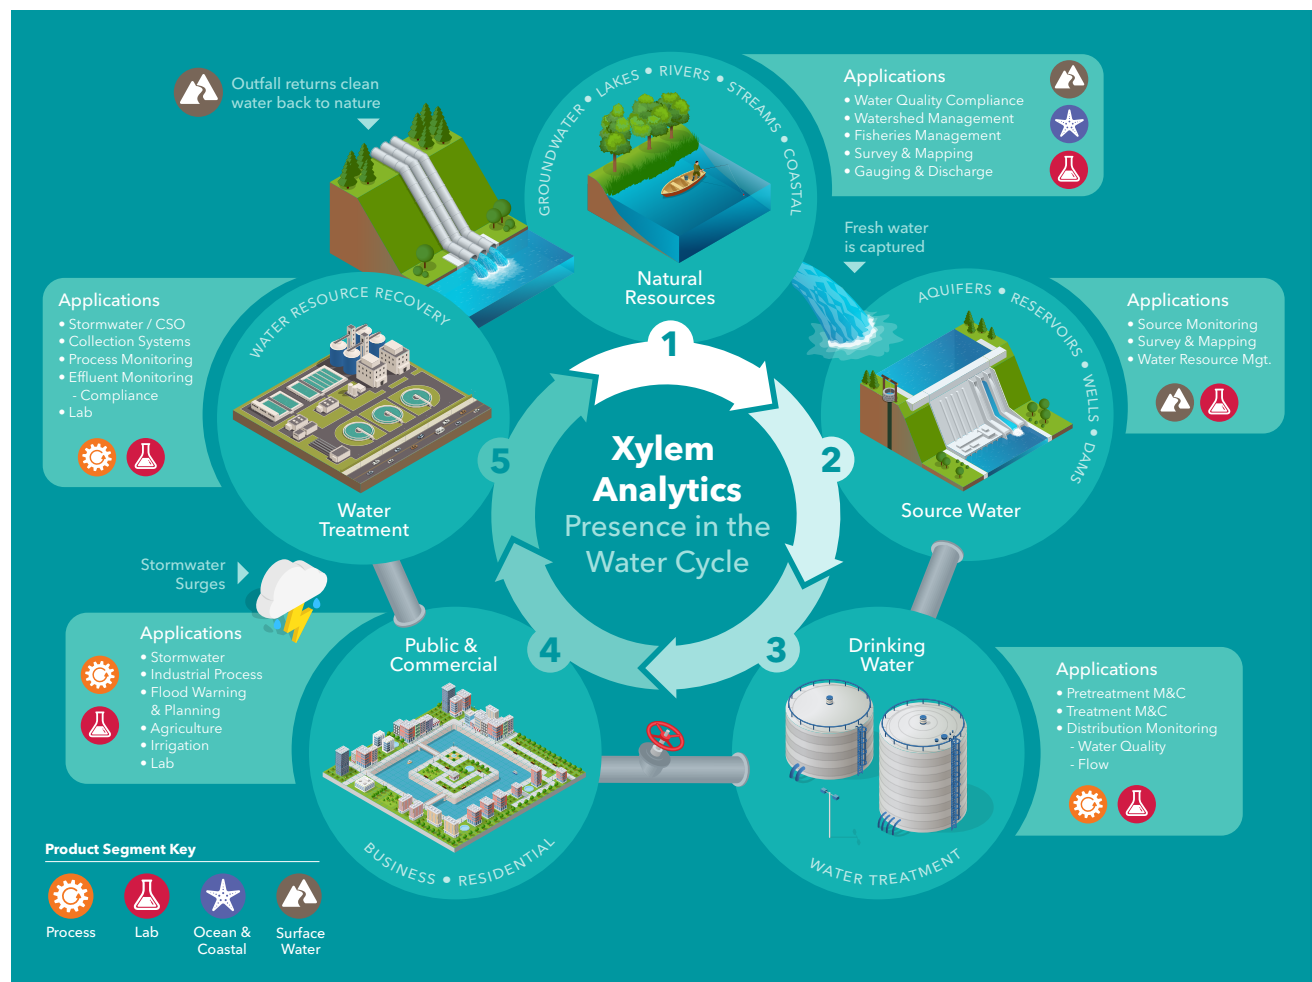 Outfall returns clean
water back to nature
GROUNDWATER • LAKES • RIVERS • STREAMS • COASTAL
Natural
Resources
Applications
• Water Quality Compliance
• Watershed Management
• Fisheries Management
• Survey & Mapping
• Gauging & Discharge
Fresh water
is captured
AQUIFERS • RESERVOIRS • WELLS • DAMS
Source Water
Applications
• Source Monitoring
• Survey & Mapping
• Water Resource Mgt.
Applications
• Stormwater / CSO
• Collection Systems
• Process Monitoring
• Effluent Monitoring
- Compliance
• Lab
WATER RESOURCE RECOVERY
Water
Treatment
1
2
3
4
5
Xylem
Analytics
Presence in the
Water Cycle
Stormwater
Surges
Applications
• Stormwater
• Industrial Process
• Flood Warning
& Planning
• Agriculture
• Irrigation
• Lab
Public &
Commercial
BUSINESS • RESIDENTIAL
Drinking
Water
WATER TREATMENT
Applications
• Pretreatment M&C
• Treatment M&C
• Distribution Monitoring
- Water Quality
- Flow
Product Segment Key
Process
Lab
Ocean &
Coastal
Surface
Water